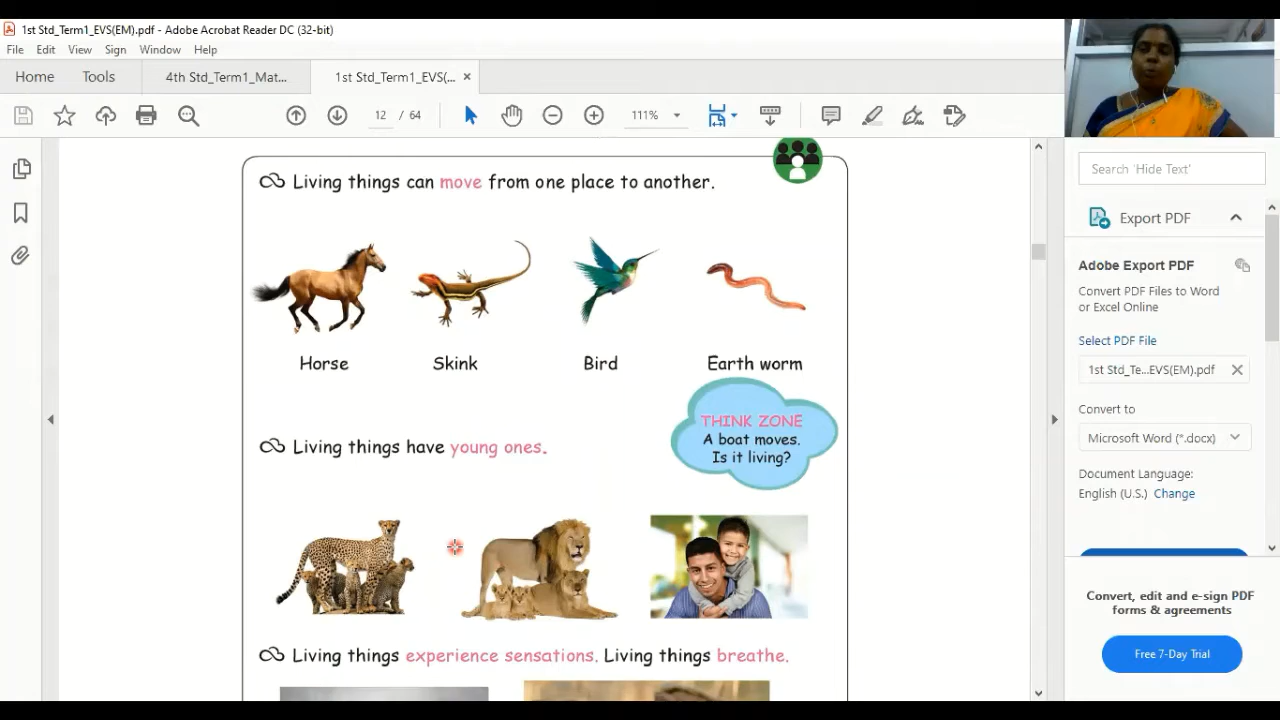 1st Std_Term1_EVS(EM).pdf - Adobe Acrobat Reader DC (32-bit)
File Edit View Sign Window Help
Home Tools 4th Std_Term1_Mat... 1st Std_Term1_EVS(... ×
12 / 64 111%
Living things can move from one place to another.
Horse Skink Bird Earth worm
THINK ZONE
A boat moves.
Is it living?
Living things have young ones.
Living things experience sensations. Living things breathe.
Search 'Hide Text'
Export PDF
Adobe Export PDF
Convert PDF Files to Word
or Excel Online
Select PDF File
1st Std_Te...EVS(EM).pdf
Convert to
Microsoft Word (*.docx)
Document Language:
English (U.S.) Change
Convert, edit and e-sign PDF
forms & agreements
Free 7-Day Trial